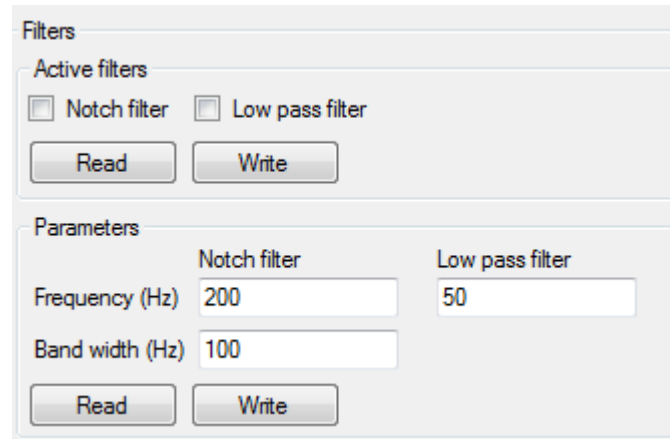 Filters
Active filters
Notch filter Low pass filter
Read Write
Parameters
Notch filter Low pass filter
Frequency (Hz) 200 50
Band width (Hz) 100
Read Write